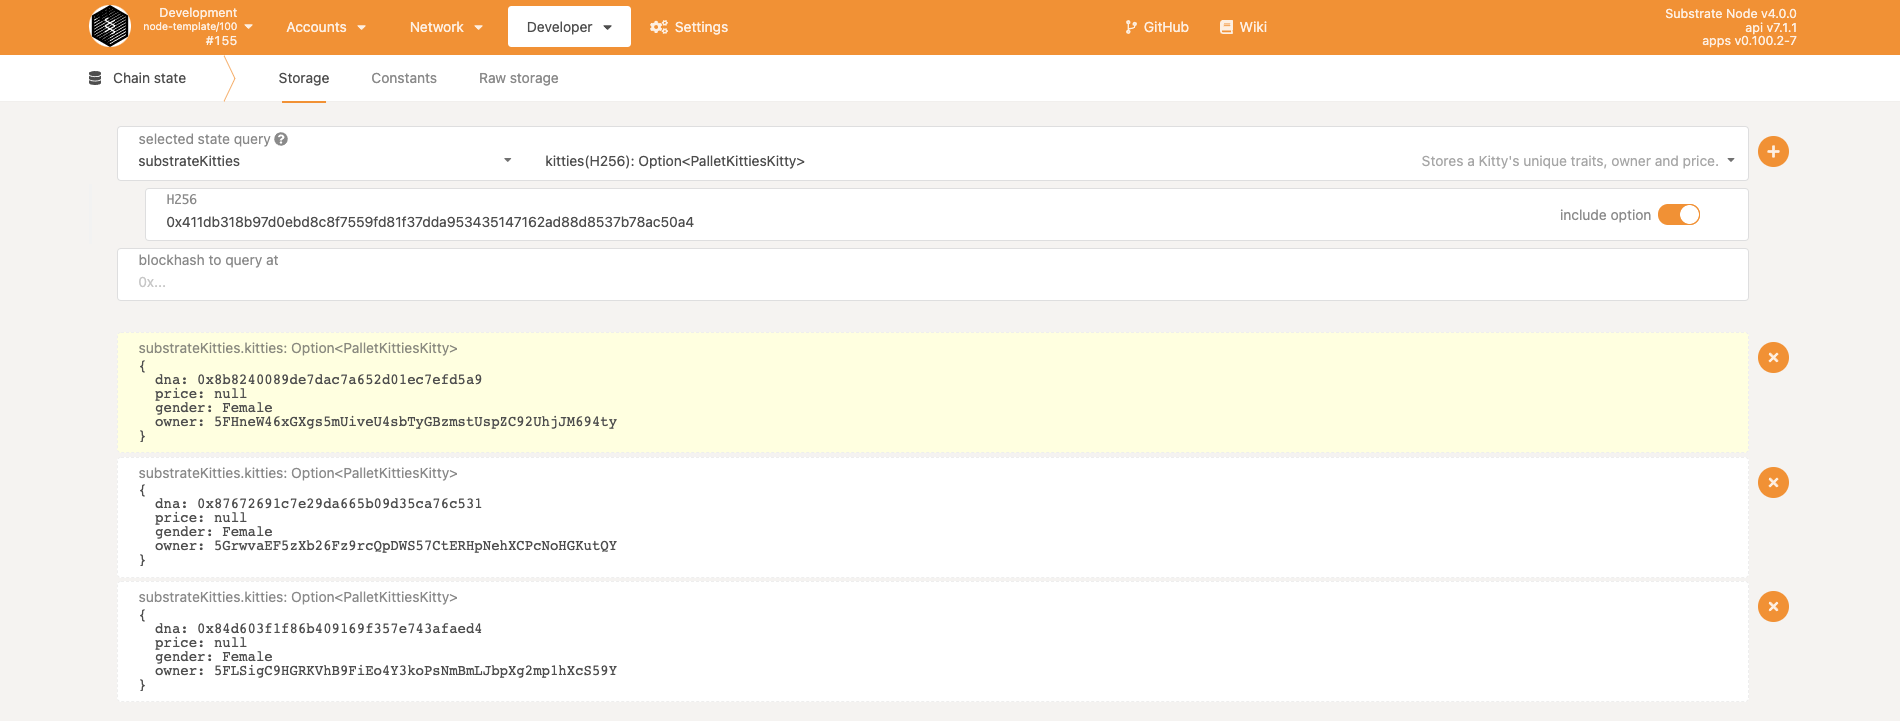 Development
node-template/100
#155
Accounts
Network
Developer
Settings
GitHub
Wiki
Substrate Node v4.0.0
api v7.1.1
apps v0.100.2-7
Chain state
Storage
Constants
Raw storage
selected state query
substrateKitties
kitties(H256): Option<PalletKittiesKitty>
Stores a Kitty's unique traits, owner and price.
H256
0x411db318b97d0ebd8c8f7559fd81f37dda953435147162ad88d8537b78ac50a4
include option
blockhash to query at
0x...
substrateKitties.kitties: Option<PalletKittiesKitty>
{
dna: 0x8b8240089de7dac7a652d01ec7efd5a9
price: null
gender: Female
owner: 5FHneW46xGXgs5mUiveU4sbTyGBzmstUspZC92UhjJM694ty
}
substrateKitties.kitties: Option<PalletKittiesKitty>
{
dna: 0x87672691c7e29da665b09d35ca76c531
price: null
gender: Female
owner: 5GrwvaEF5zXb26Fz9rcQpDWS57CtERHpNehXCPcNoHGKutQY
}
substrateKitties.kitties: Option<PalletKittiesKitty>
{
dna: 0x84d603f1f86b409169f357e743afaed4
price: null
gender: Female
owner: 5FLSigC9HGRKVhB9FiEo4Y3koPsNmBmLJbpXg2mp1hXcS59Y
}